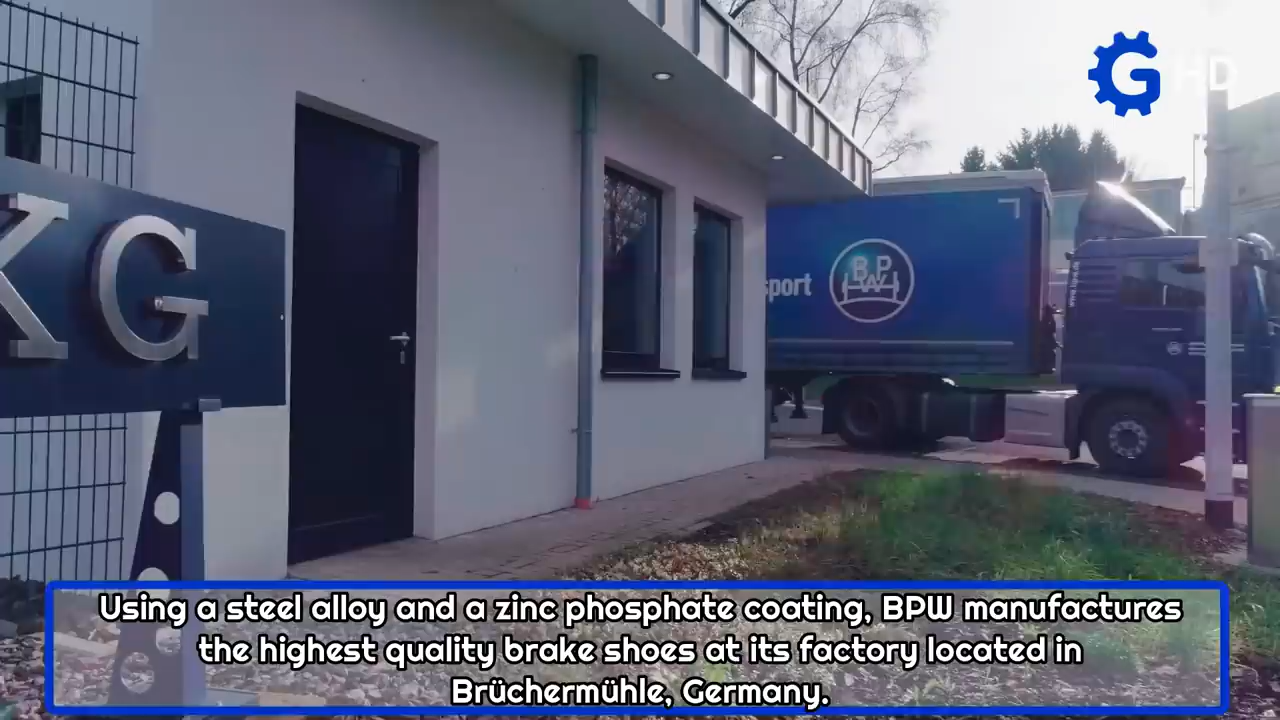 G HD
KG
sport
BPW
Using a steel alloy and a zinc phosphate coating, BPW manufactures
the highest quality brake shoes at its factory located in
Brüchermühle, Germany.